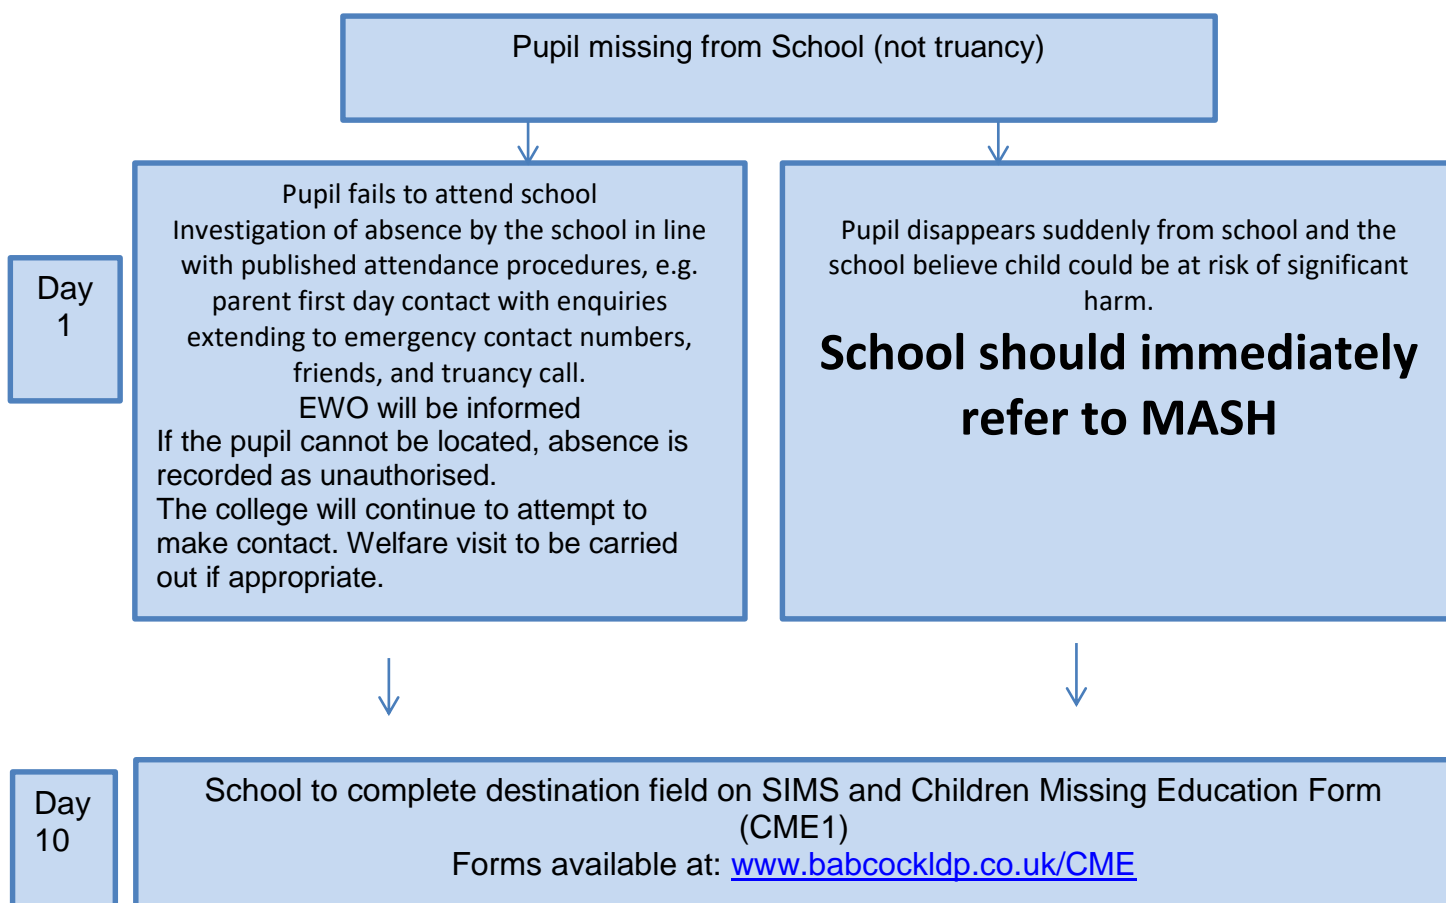 Pupil missing from School (not truancy)
Day
1
Pupil fails to attend school
Investigation of absence by the school in line
with published attendance procedures, e.g.
parent first day contact with enquiries
extending to emergency contact numbers,
friends, and truancy call.
EWO will be informed
If the pupil cannot be located, absence is
recorded as unauthorised.
The college will continue to attempt to
make contact. Welfare visit to be carried
out if appropriate.
Pupil disappears suddenly from school and the
school believe child could be at risk of significant
harm.
School should immediately
refer to MASH
Day
10
School to complete destination field on SIMS and Children Missing Education Form
(CME1)
Forms available at: www.babcockldp.co.uk/CME